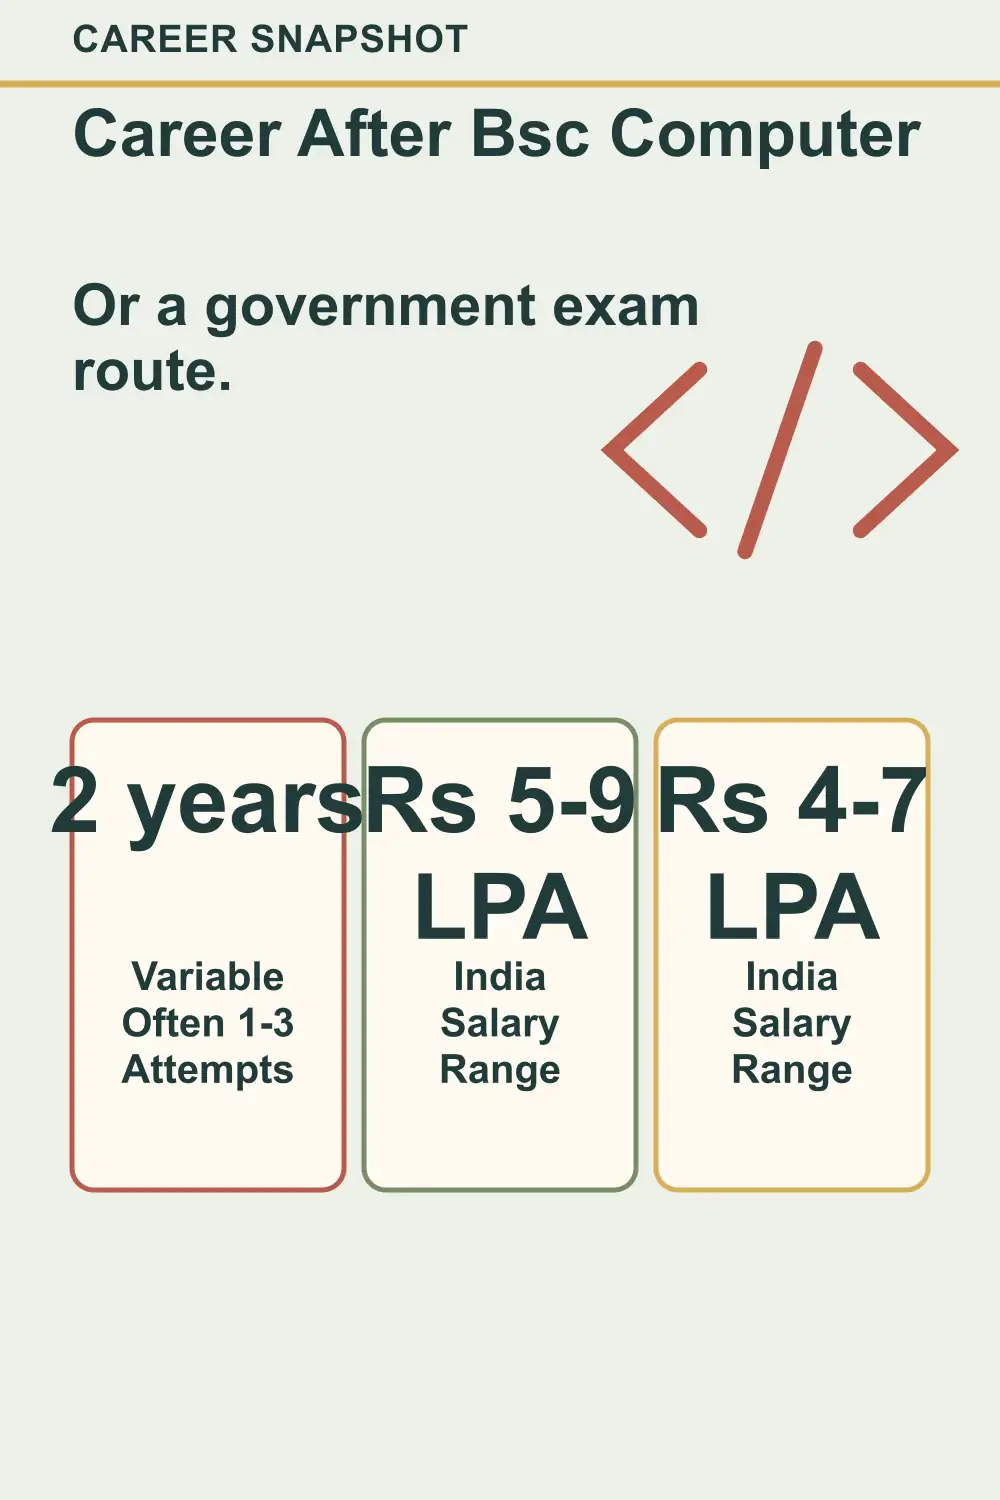 CAREER SNAPSHOT
Career After Bsc Computer
Or a government exam
route.
2 years
Variable
Often 1-3
Attempts
Rs 5-9
LPA
India
Salary
Range
Rs 4-7
LPA
India
Salary
Range